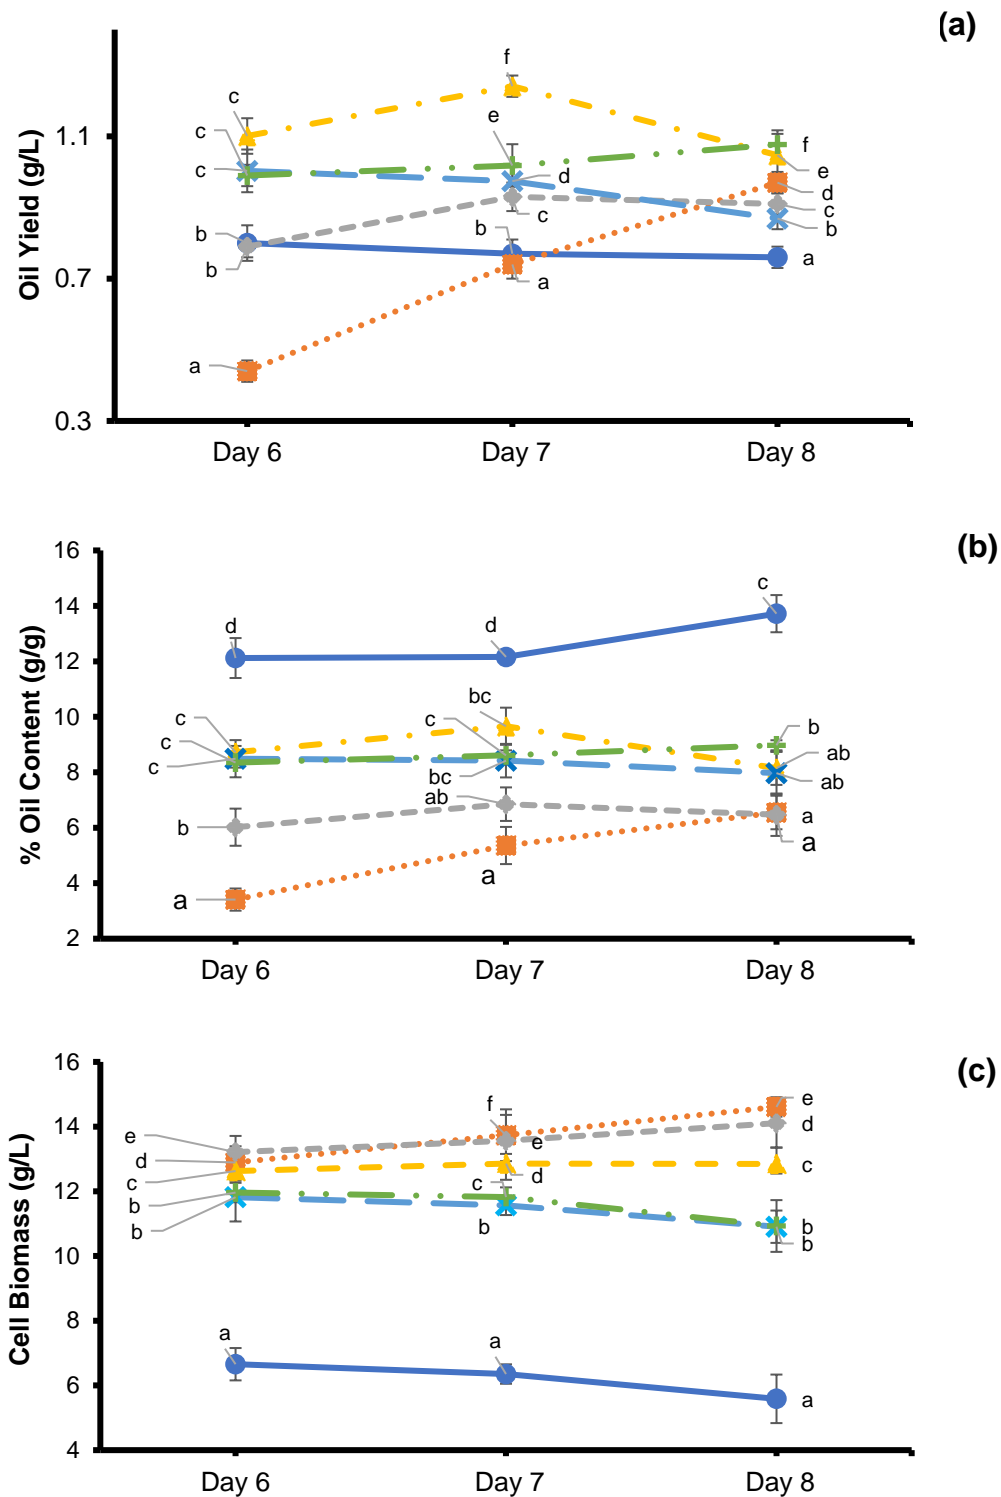 (a)
Oil Yield (g/L)
1.1
0.7
0.3
c
f
c
e
f
c
d
e
d
b
c
c
b
b
b
a
a
a
Day 6
Day 7
Day 8
(b)
% Oil Content (g/g)
16
14
12
10
8
6
4
2
d
d
c
c
bc
c
c
b
c
ab
bc
ab
b
ab
a
a
a
a
Day 6
Day 7
Day 8
(c)
Cell Biomass (g/L)
16
14
12
10
8
6
4
e
f
e
d
e
d
c
d
c
b
c
b
b
b
b
a
a
a
Day 6
Day 7
Day 8